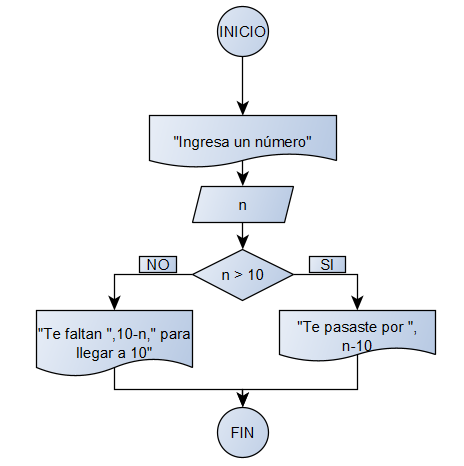 INICIO
"Ingresa un número"
n
NO
n > 10
SI
"Te faltan ",10-n," para
llegar a 10"
"Te pasaste por ",
n-10
FIN